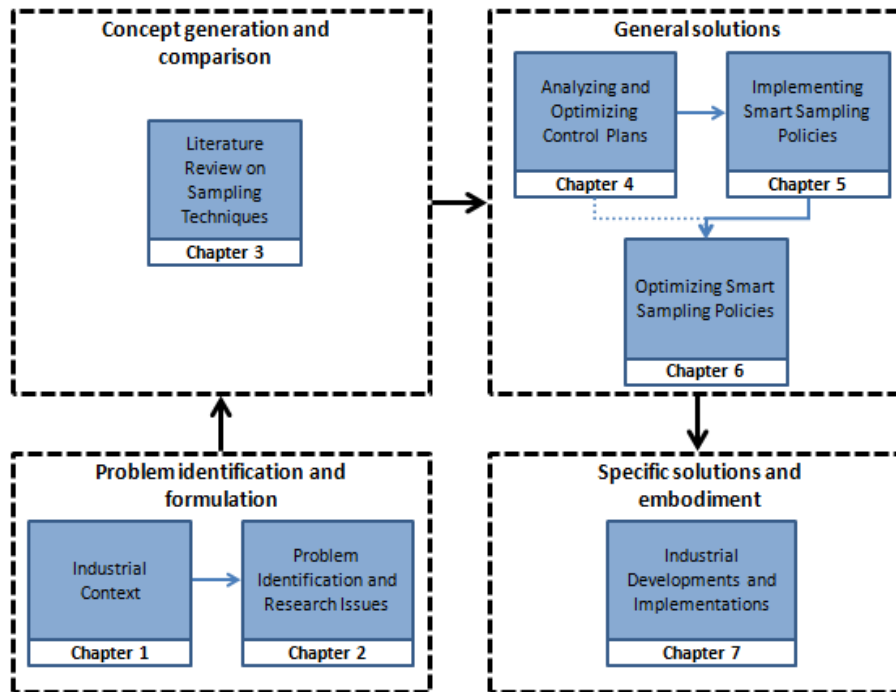 Concept generation and
comparison
Literature
Review on
Sampling
Techniques
Chapter 3
General solutions
Analyzing and
Optimizing
Control Plans
Chapter 4
Implementing
Smart Sampling
Policies
Chapter 5
Optimizing Smart
Sampling Policies
Chapter 6
Problem identification and
formulation
Industrial
Context
Chapter 1
Problem
Identification and
Research Issues
Chapter 2
Specific solutions and
embodiment
Industrial
Developments and
Implementations
Chapter 7